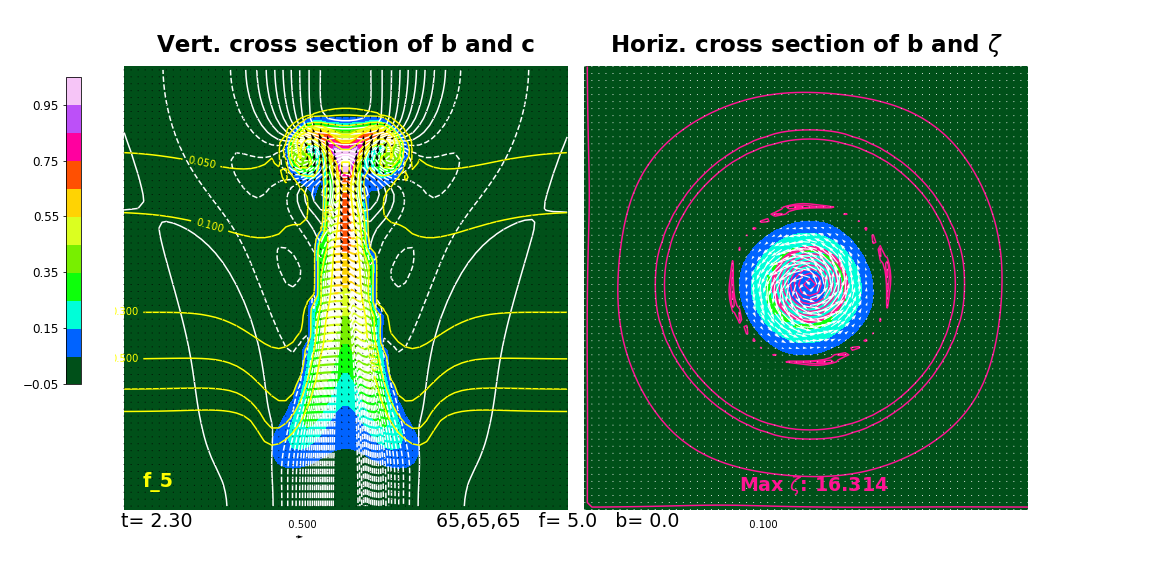 Vert. cross section of b and c
Horiz. cross section of b and ζ
0.95
0.75
0.55
0.35
0.15
−0.05
0.050
0.100
f_5
Max ζ: 16.314
t= 2.30
0.500
65,65,65 f= 5.0 b= 0.0
0.100